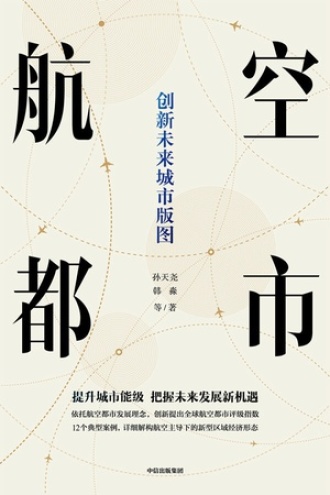 航空
都市
创新未来城市版图
孙天尧
韩淼
等/著
提升城市能级 把握未来发展新机遇
依托航空都市发展理念,创新提出全球航空都市评级指数
12个典型案例,详细解构航空主导下的新型区域经济形态
中信出版集团